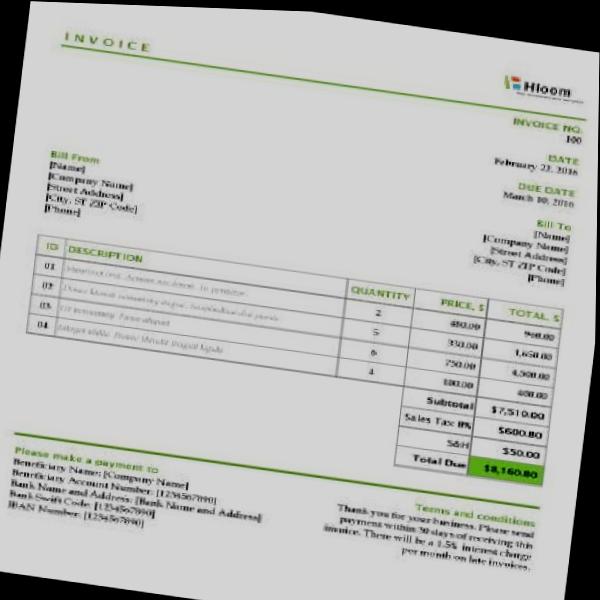 INVOICE
Hloom
INVOICE NO.
100
DATE
February 23, 2016
DUE DATE
March 10, 2016
Bill From
[Name]
[Company Name]
[Street Address]
[City, ST ZIP Code]
[Phone]
Bill To
[Name]
[Company Name]
[Street Address]
[City, ST ZIP Code]
[Phone]
ID DESCRIPTION QUANTITY PRICE, $ TOTAL, $
01 2 480.00 960.00
02 5 330.00 1,650.00
03 6 750.00 4,500.00
04 4 100.00 400.00
Subtotal $7,510.00
Sales Tax 8% $600.80
S&H $50.00
Total Due $8,160.80
Please make a payment to
Beneficiary Name: [Company Name]
Beneficiary Account Number: [1234567890]
Bank Name and Address: [Bank Name and Address]
Bank Swift Code: [1234567890]
IBAN Number: [1234567890]
Terms and conditions
Thank you for your business. Please send
payment within 30 days of receiving this
invoice. There will be a 1.5% interest charge
per month on late invoices.